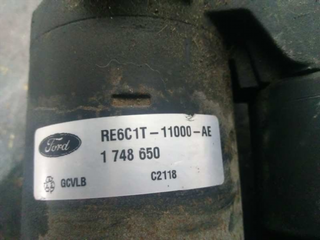 Ford
RE6C1T-11000-AE
1 748 650
GCVLB C2118